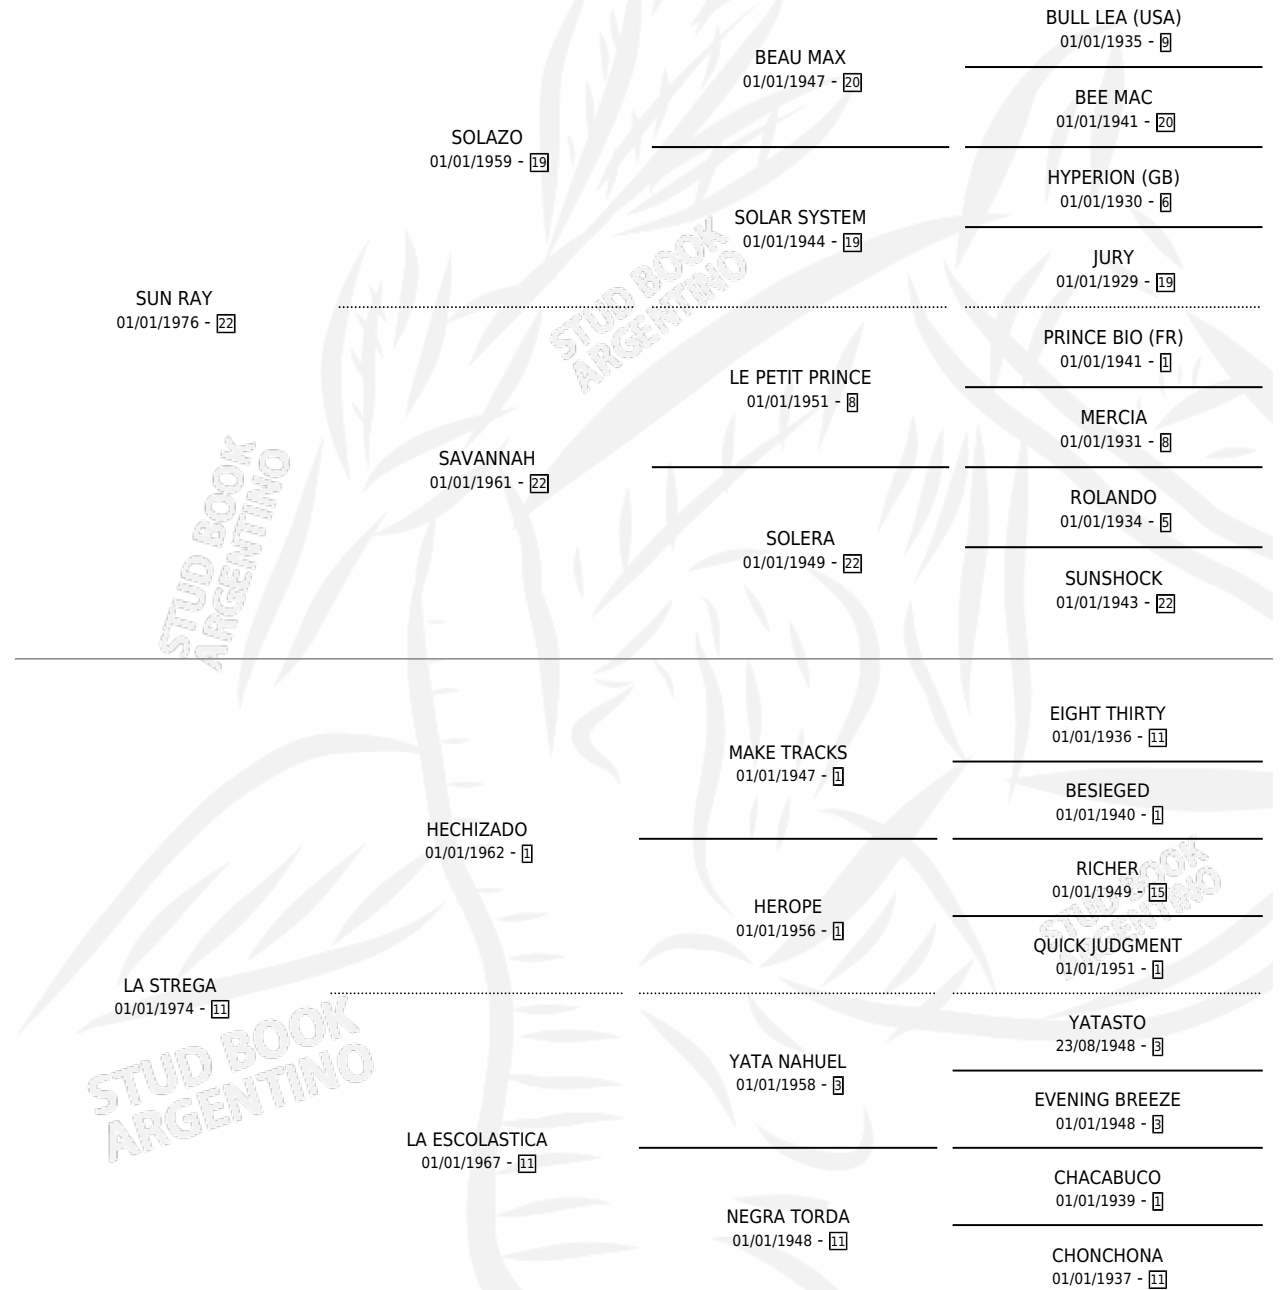 BULL LEA (USA)
01/01/1935 - 9
BEAU MAX
01/01/1947 - 20
BEE MAC
01/01/1941 - 20
SOLAZO
01/01/1959 - 19
HYPERION (GB)
01/01/1930 - 6
SOLAR SYSTEM
01/01/1944 - 19
JURY
01/01/1929 - 19
SUN RAY
01/01/1976 - 22
PRINCE BIO (FR)
01/01/1941 - 1
LE PETIT PRINCE
01/01/1951 - 8
MERCIA
01/01/1931 - 8
SAVANNAH
01/01/1961 - 22
ROLANDO
01/01/1934 - 5
SOLERA
01/01/1949 - 22
SUNSHOCK
01/01/1943 - 22
STUD BOOK
ARGENTINO
STUD BOOK
ARGENTINO
EIGHT THIRTY
01/01/1936 - 11
MAKE TRACKS
01/01/1947 - 1
BESIEGED
01/01/1940 - 1
HECHIZADO
01/01/1962 - 1
RICHER
01/01/1949 - 15
HEROPE
01/01/1956 - 1
QUICK JUDGMENT
01/01/1951 - 1
LA STREGA
01/01/1974 - 11
YATASTO
23/08/1948 - 3
YATA NAHUEL
01/01/1958 - 3
EVENING BREEZE
01/01/1948 - 3
LA ESCOLASTICA
01/01/1967 - 11
CHACABUCO
01/01/1939 - 1
NEGRA TORDA
01/01/1948 - 11
CHONCHONA
01/01/1937 - 11
STUD BOOK
ARGENTINO
STUD BOOK
ARGENTINO